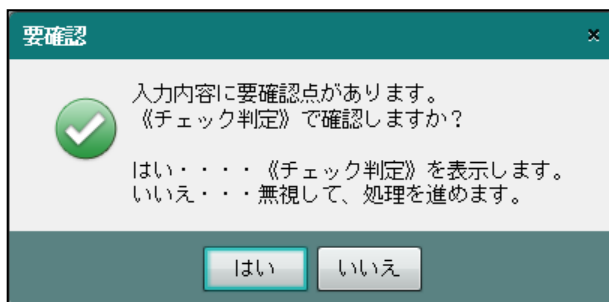 要確認
入力内容に要確認点があります。
《チェック判定》で確認しますか？
はい・・・・《チェック判定》を表示します。
いいえ・・・無視して、処理を進めます。
はい
いいえ